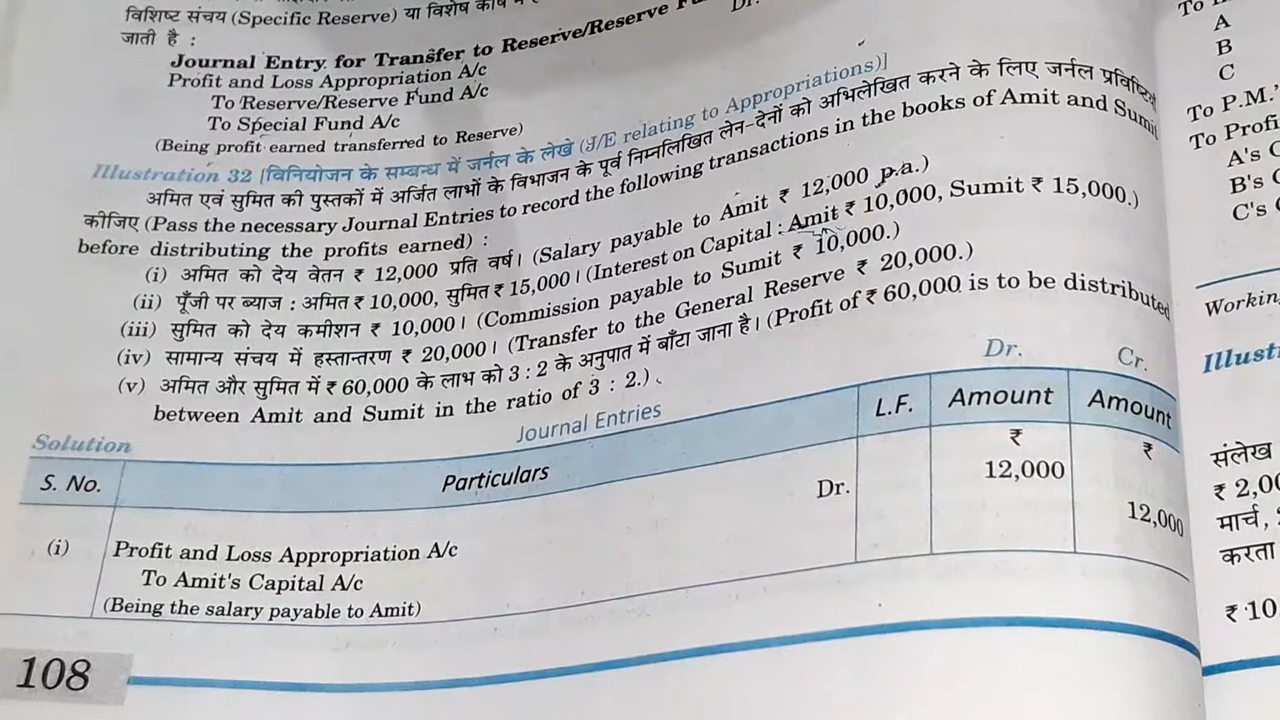 विशिष्ट संचय (Specific Reserve) या विशेष कोष में
जाती है :
Journal Entry for Transfer to Reserve/Reserve Dr.
Profit and Loss Appropriation A/c
To Reserve/Reserve Fund A/c
To Special Fund A/c
(Being profit earned transferred to Reserve)
Illustration 32 [विनियोजन के सम्बन्ध में जर्नल के लेखे (J/E relating to Appropriations)]
अमित एवं सुमित की पुस्तकों में अर्जित लाभों के विभाजन के पूर्व निम्नलिखित लेन-देनों को अभिलेखित करने के लिए जर्नल
कीजिए (Pass the necessary Journal Entries to record the following transactions in the books of Amit and Sumit
before distributing the profits earned) :
(i) अमित को देय वेतन ₹ 12,000 प्रति वर्ष। (Salary payable to Amit ₹ 12,000 p.a.)
(ii) पूँजी पर ब्याज : अमित ₹ 10,000, सुमित ₹ 15,000। (Interest on Capital : Amit ₹ 10,000, Sumit ₹ 15,000.)
(iii) सुमित को देय कमीशन ₹ 10,000। (Commission payable to Sumit ₹ 10,000.)
(iv) सामान्य संचय में हस्तान्तरण ₹ 20,000। (Transfer to the General Reserve ₹ 20,000.)
(v) अमित और सुमित में ₹ 60,000 के लाभ को 3 : 2 के अनुपात में बाँटा जाना है। (Profit of ₹ 60,000 is to be distributed
between Amit and Sumit in the ratio of 3 : 2.)
Solution
Journal Entries
Dr. Cr.
S. No. Particulars L.F. Amount Amount
₹ ₹
(i) Profit and Loss Appropriation A/c Dr. 12,000
To Amit's Capital A/c 12,000
(Being the salary payable to Amit)
108
To
A
B
C
To P.M.'
To
A's
B's
C's
संलेख
₹ 2,00
मार्च,
करता
₹ 10